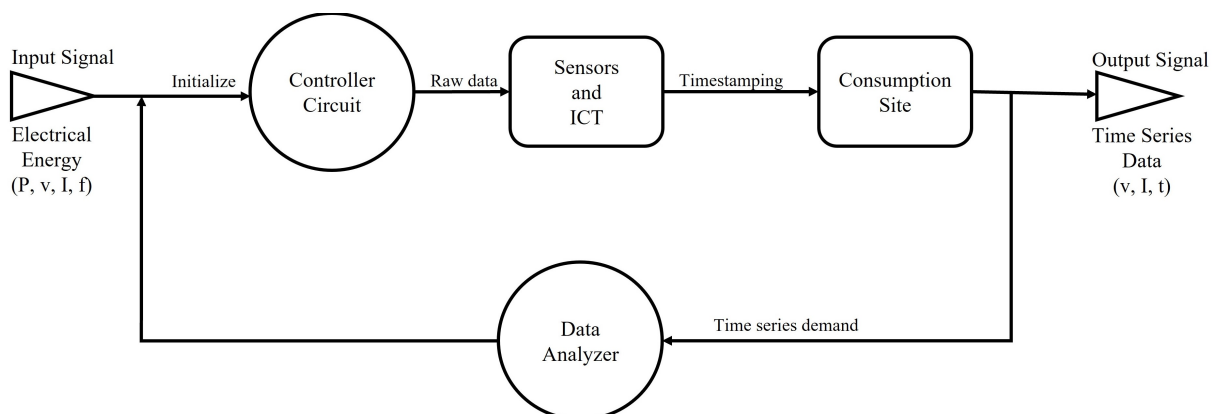 Input Signal
Electrical
Energy
(P, v, I, f)
Initialize
Controller
Circuit
Raw data
Sensors
and
ICT
Timestamping
Consumption
Site
Output Signal
Time Series
Data
(v, I, t)
Time series demand
Data
Analyzer